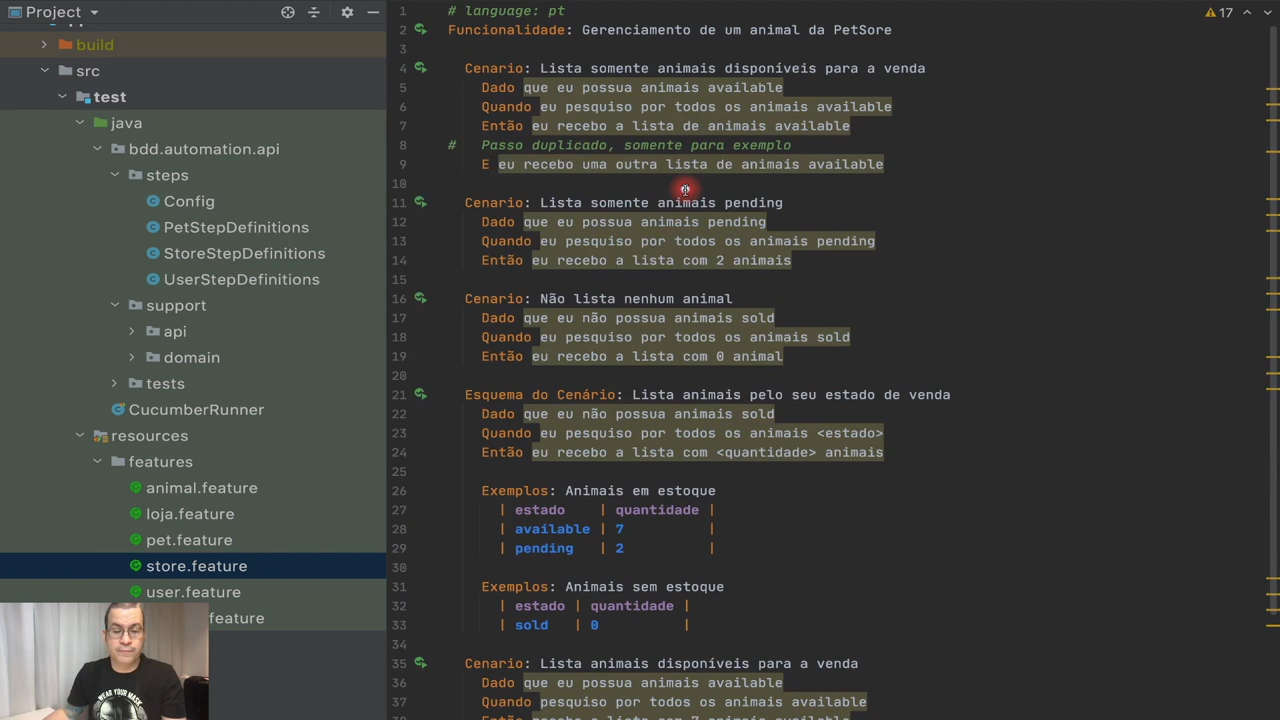 Project
build
src
test
java
bdd.automation.api
steps
Config
PetStepDefinitions
StoreStepDefinitions
UserStepDefinitions
support
api
domain
tests
CucumberRunner
resources
features
animal.feature
loja.feature
pet.feature
store.feature
user.feature
feature
WEAR YOUR MASK
17
1 # language: pt
2 Funcionalidade: Gerenciamento de um animal da PetSore
3
4 Cenario: Lista somente animais disponíveis para a venda
5 Dado que eu possua animais available
6 Quando eu pesquiso por todos os animais available
7 Então eu recebo a lista de animais available
8 # Passo duplicado, somente para exemplo
9 E eu recebo uma outra lista de animais available
10
11 Cenario: Lista somente animais pending
12 Dado que eu possua animais pending
13 Quando eu pesquiso por todos os animais pending
14 Então eu recebo a lista com 2 animais
15
16 Cenario: Não lista nenhum animal
17 Dado que eu não possua animais sold
18 Quando eu pesquiso por todos os animais sold
19 Então eu recebo a lista com 0 animal
20
21 Esquema do Cenário: Lista animais pelo seu estado de venda
22 Dado que eu não possua animais sold
23 Quando eu pesquiso por todos os animais <estado>
24 Então eu recebo a lista com <quantidade> animais
25
26 Exemplos: Animais em estoque
27 | estado | quantidade |
28 | available | 7 |
29 | pending | 2 |
30
31 Exemplos: Animais sem estoque
32 | estado | quantidade |
33 | sold | 0 |
34
35 Cenario: Lista animais disponíveis para a venda
36 Dado que eu possua animais available
37 Quando pesquiso por todos os animais available
38 Então eu recebo a lista com 7 animais